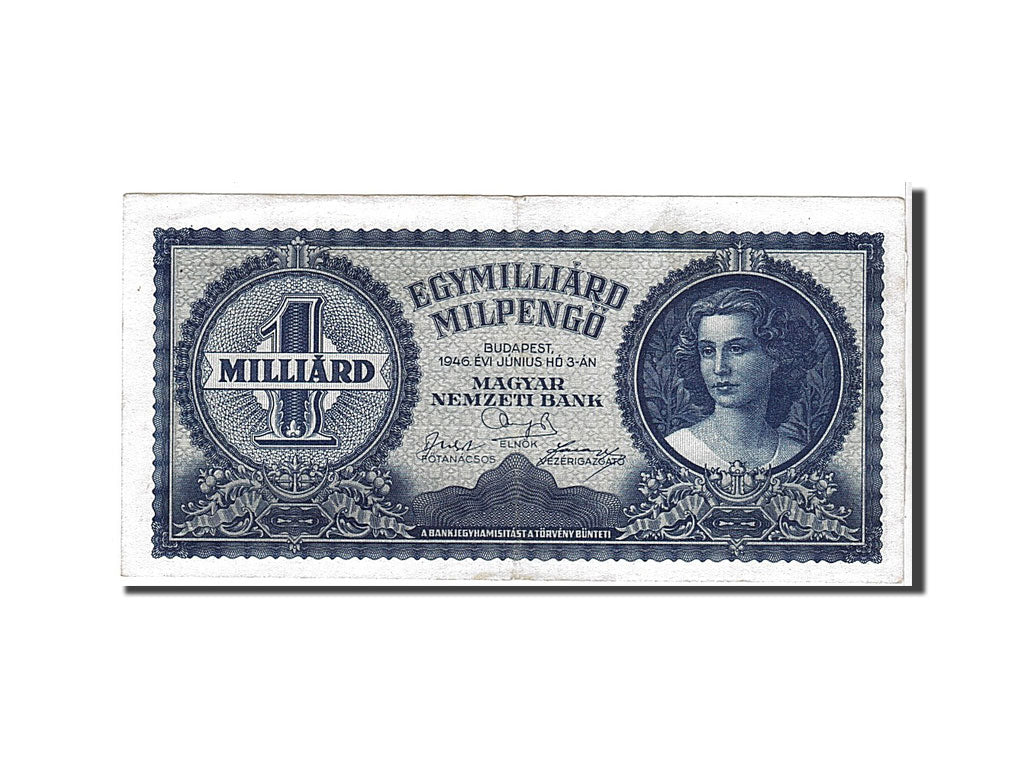 1
MILLIÁRD
EGYMILLIÁRD
MILPENGŐ
BUDAPEST,
1946. ÉVI JÚNIUS HÓ 3-ÁN
MAGYAR
NEMZETI BANK
ELNÖK
FŐTANÁCSOS
VEZÉRIGAZGATÓ
A BANKJEGYHAMISITÁST A TÖRVÉNY BÜNTETI